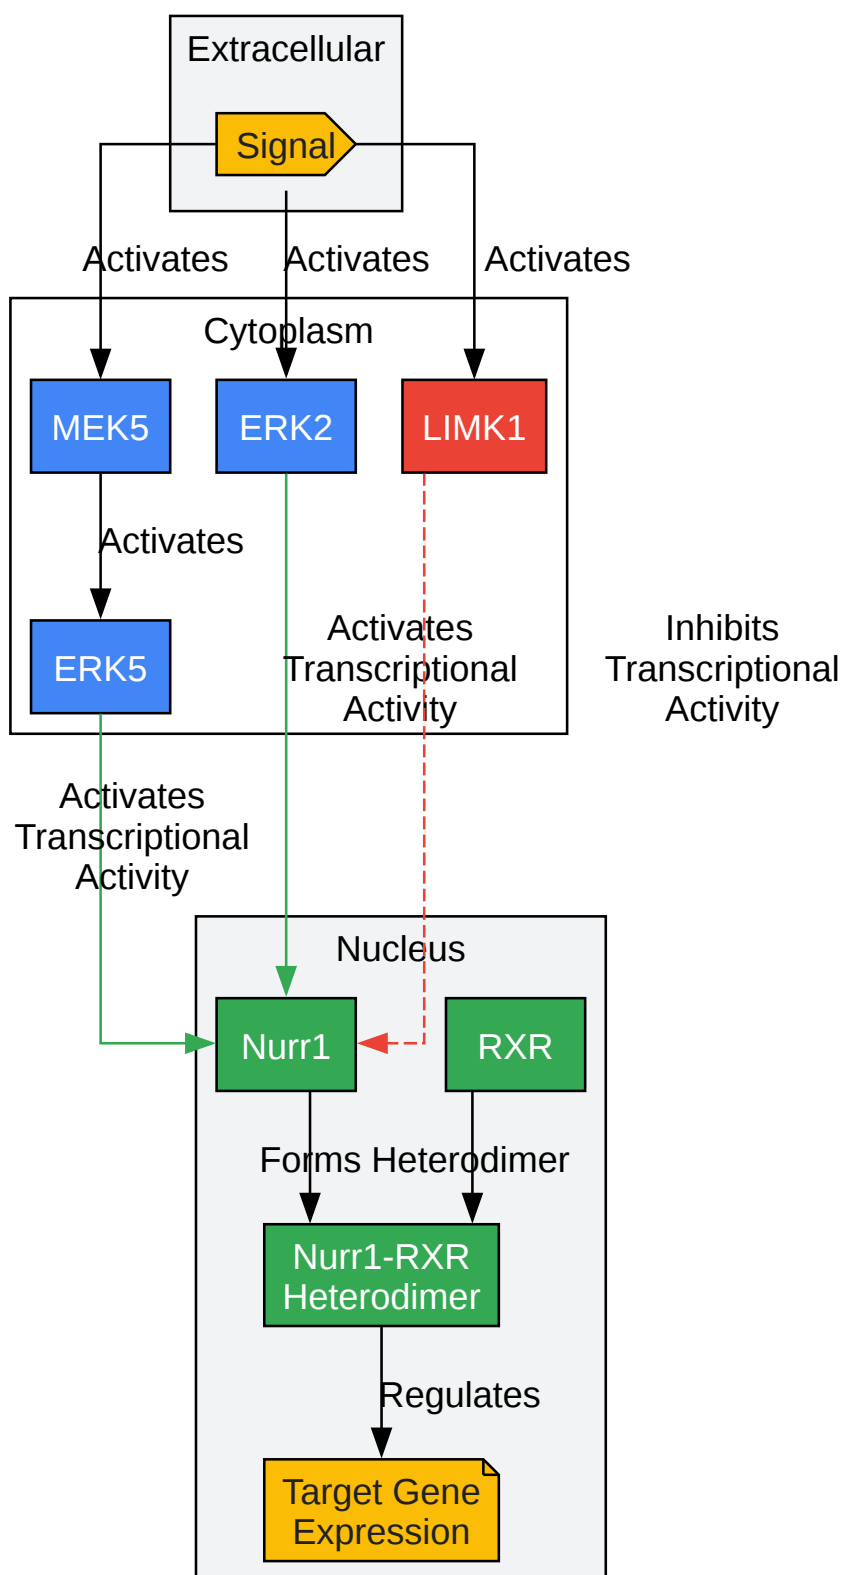 Extracellular
Signal
Activates
Activates
Activates
Cytoplasm
MEK5
ERK2
LIMK1
Activates
Activates
Transcriptional
Activity
Inhibits
Transcriptional
Activity
ERK5
Activates
Transcriptional
Activity
Nucleus
Nurr1
RXR
Forms Heterodimer
Nurr1-RXR
Heterodimer
Regulates
Target Gene
Expression